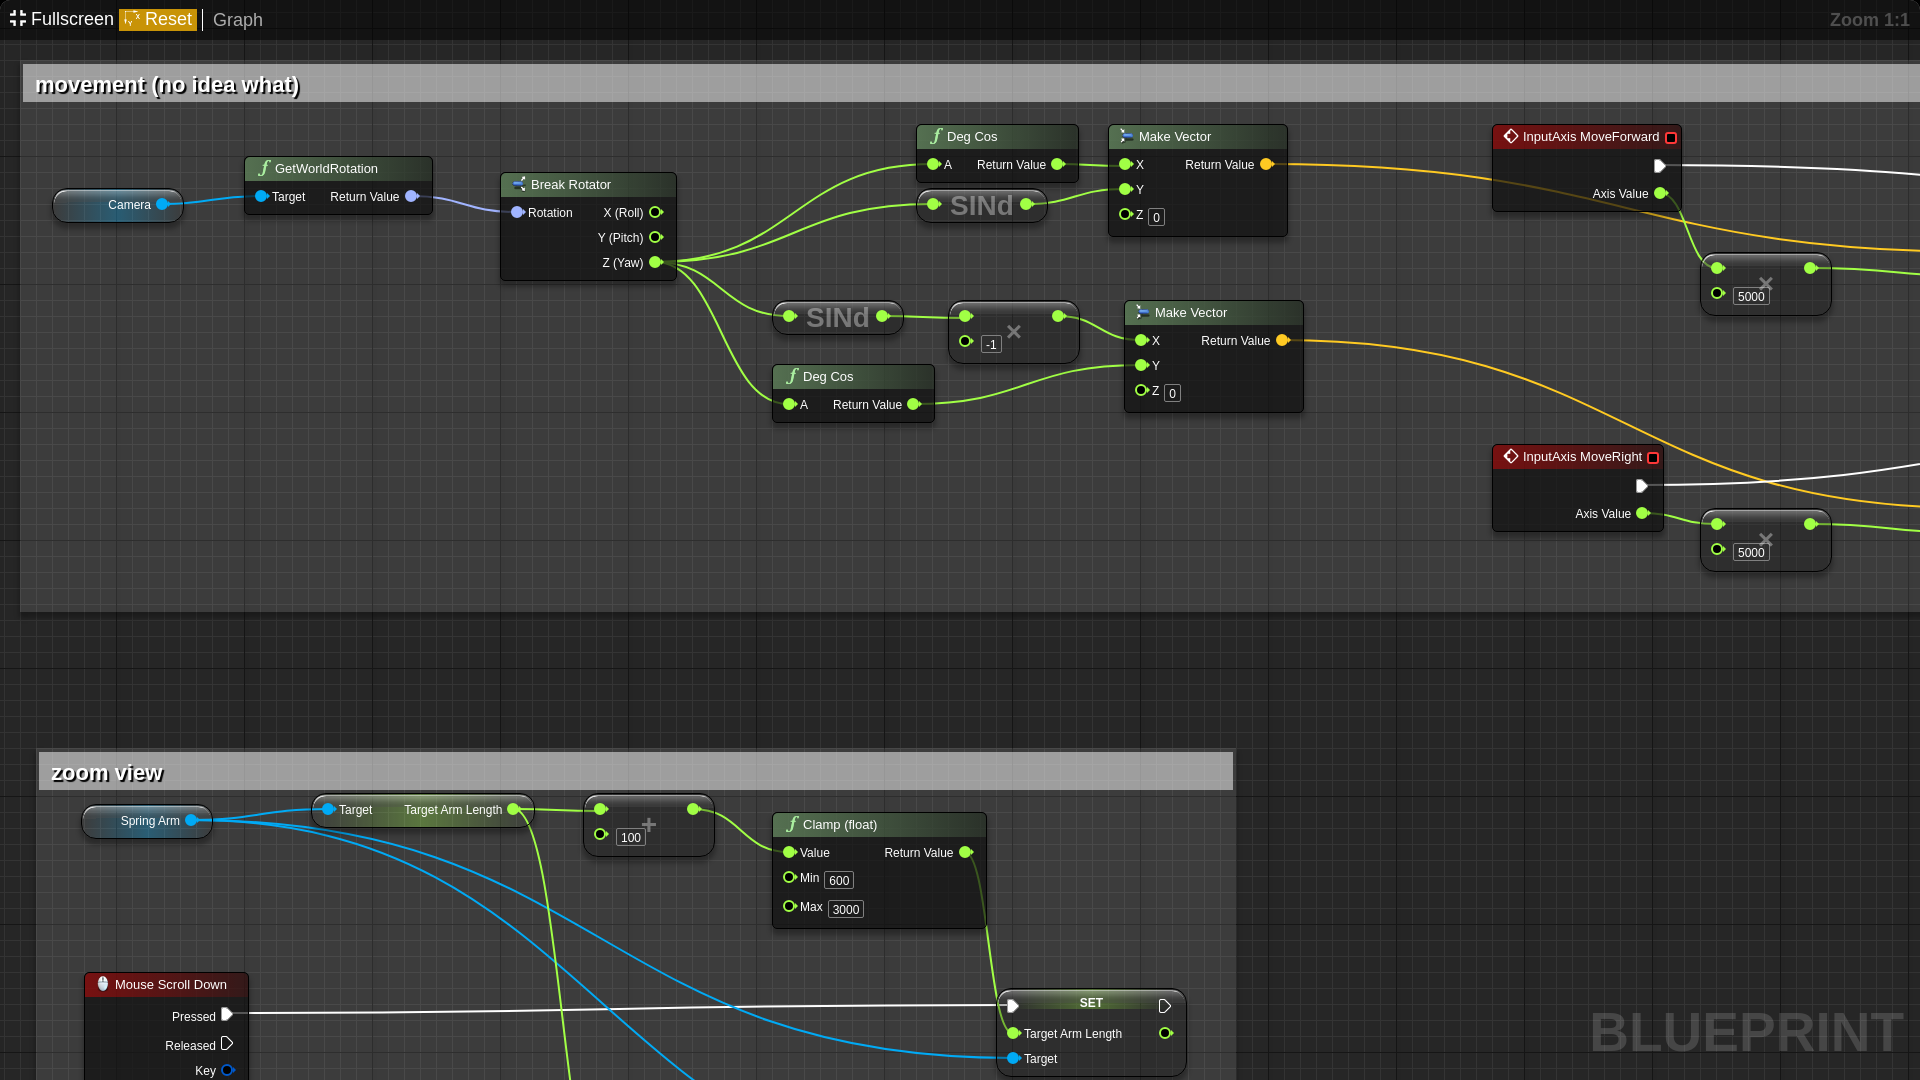 Fullscreen Reset Graph Zoom 1:1
movement (no idea what)
Camera
GetWorldRotation
Target Return Value
Break Rotator
Rotation X (Roll)
Y (Pitch)
Z (Yaw)
Deg Cos
A Return Value
SINd
Make Vector
X Return Value
Y
Z 0
SINd
-1 ×
Deg Cos
A Return Value
Make Vector
X Return Value
Y
Z 0
InputAxis MoveForward
Axis Value
×
5000
InputAxis MoveRight
Axis Value
×
5000
zoom view
Spring Arm
Target Target Arm Length
+
100
Clamp (float)
Value Return Value
Min 600
Max 3000
Mouse Scroll Down
Pressed
Released
Key
SET
Target Arm Length
Target
BLUEPRINT